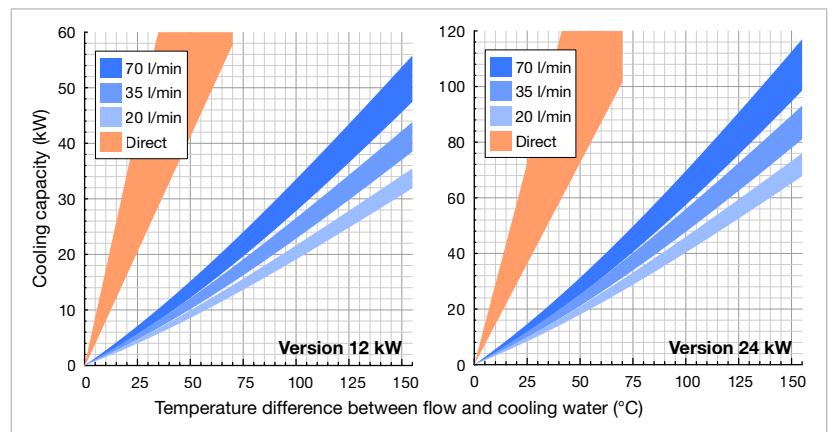 60
50
40
30
20
10
0
Cooling capacity (kW)
70 l/min
35 l/min
20 l/min
Direct
Version 12 kW
0 25 50 75 100 125 150
120
100
80
60
40
20
0
70 l/min
35 l/min
20 l/min
Direct
Version 24 kW
0 25 50 75 100 125 150
Temperature difference between flow and cooling water (°C)